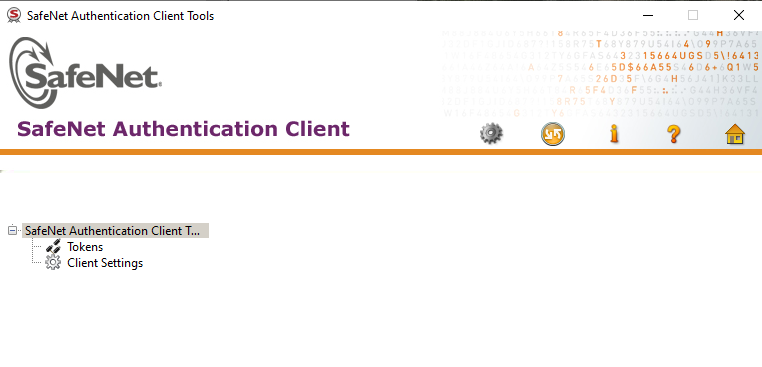 SafeNet Authentication Client Tools
SafeNet.
SafeNet Authentication Client
SafeNet Authentication Client T...
Tokens
Client Settings